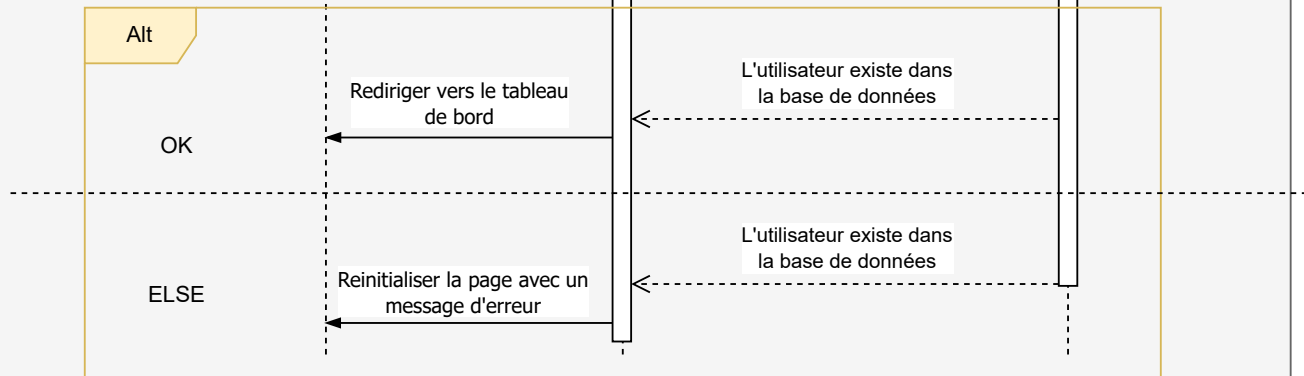 Alt
L'utilisateur existe dans
la base de données
Rediriger vers le tableau
de bord
OK
L'utilisateur existe dans
la base de données
Reinitialiser la page avec un
message d'erreur
ELSE